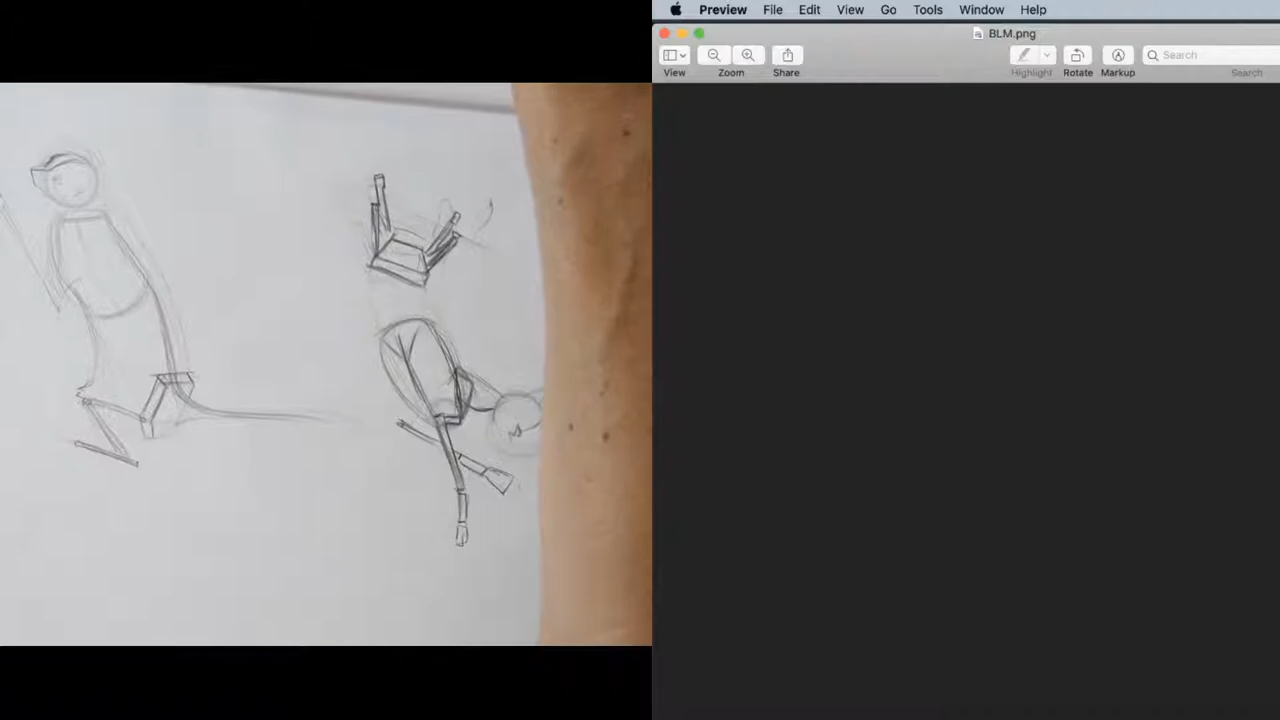 Preview File Edit View Go Tools Window Help
BLM.png
Search
View Zoom Share Highlight Rotate Markup Search